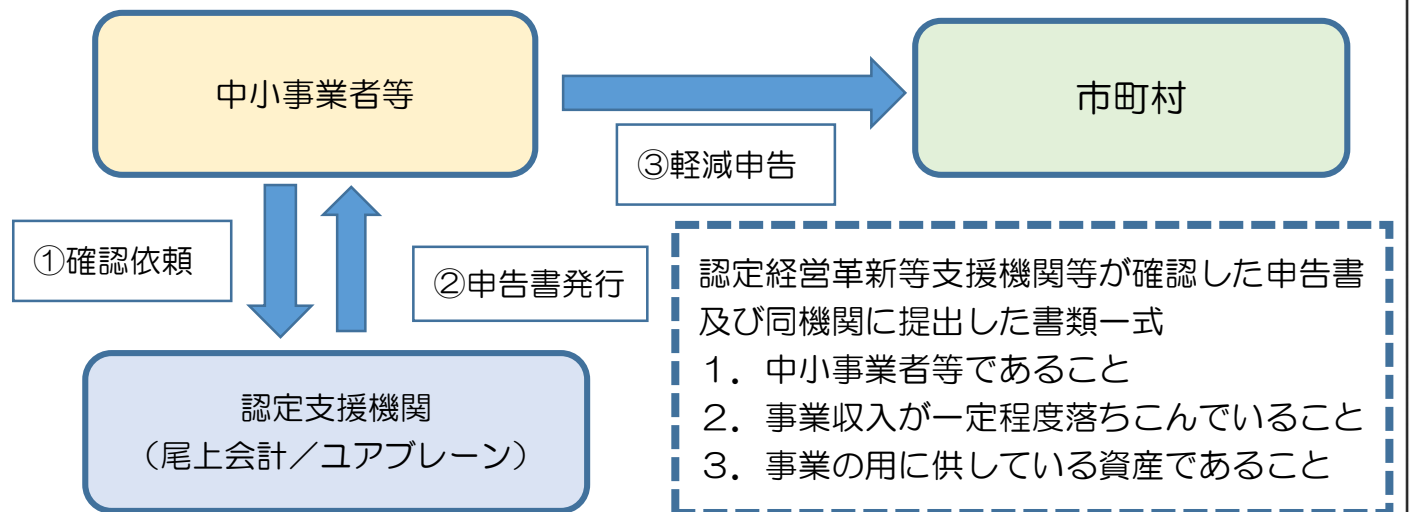 中小事業者等
市町村
③軽減申告
①確認依頼
②申告書発行
認定支援機関
（尾上会計／ユアブレーン）
認定経営革新等支援機関等が確認した申告書
及び同機関に提出した書類一式
１．中小事業者等であること
２．事業収入が一定程度落ちこんでいること
３．事業の用に供している資産であること